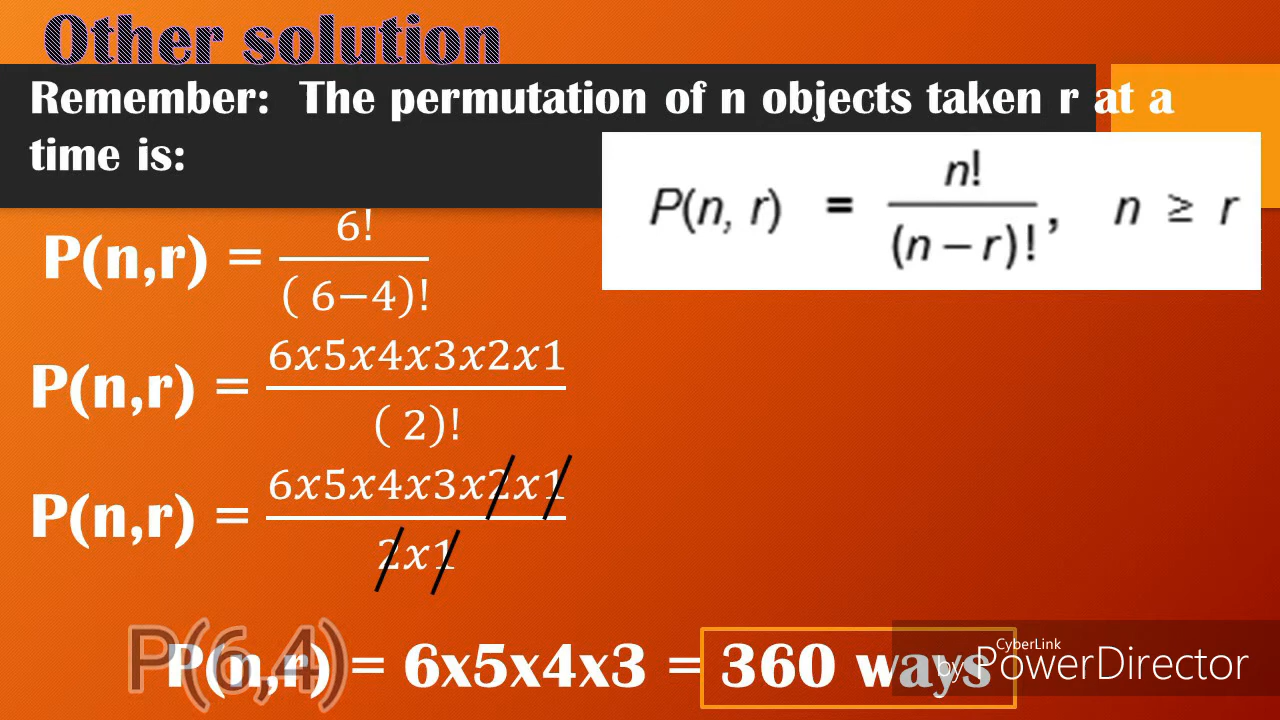 Other solution
Remember: The permutation of n objects taken r at a
time is:
P(n, r) = n! / (n − r)! , n ≥ r
P(n,r) = 6! / ( 6−4)!
P(n,r) = 6x5x4x3x2x1 / ( 2)!
P(n,r) = 6x5x4x3x2x1 / 2x1
P(n,r) = 6x5x4x3 = 360 ways
P(6,4)
CyberLink
by PowerDirector